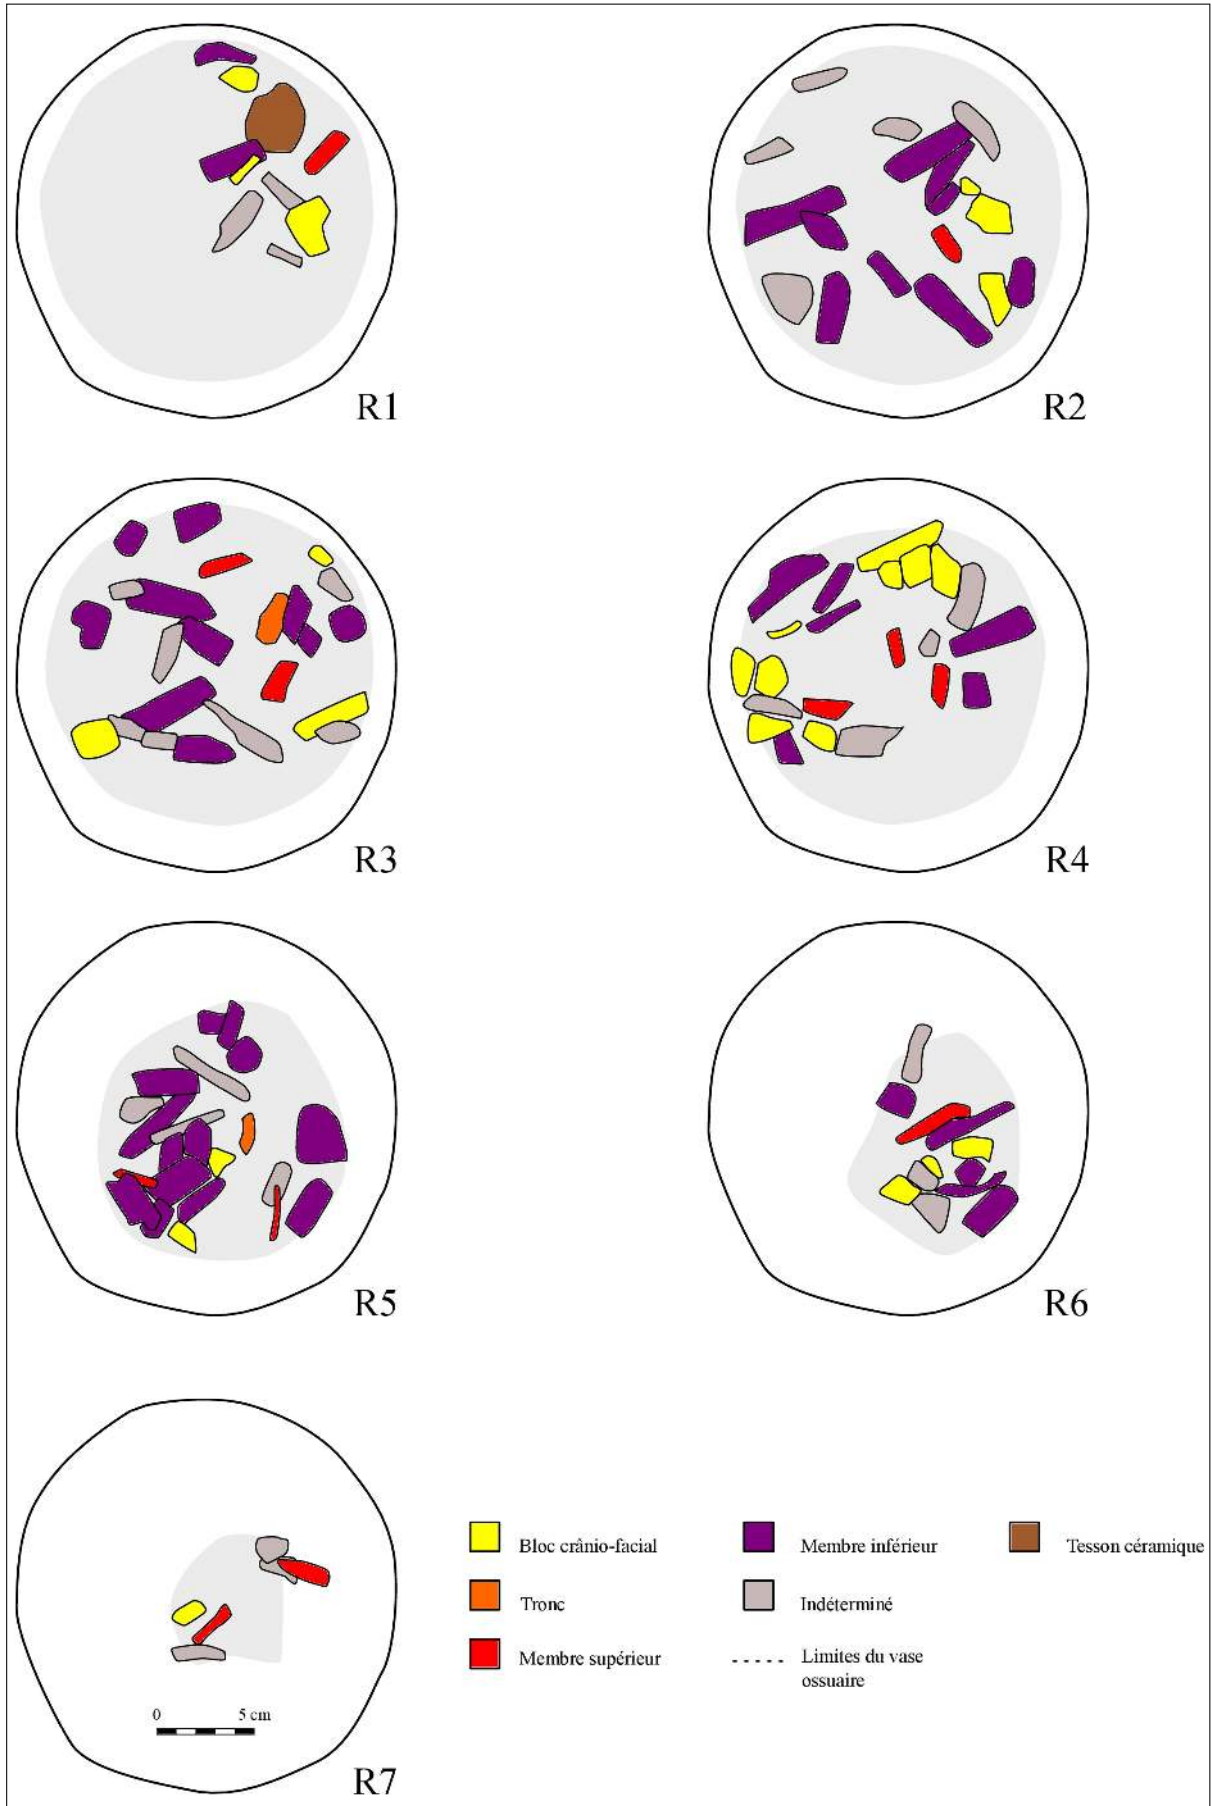 R1
R2
R3
R4
R5
R6
R7
0 5 cm
Bloc crânio-facial
Tronc
Membre supérieur
Membre inférieur
Indéterminé
Limites du vase
ossuaire
Tesson céramique